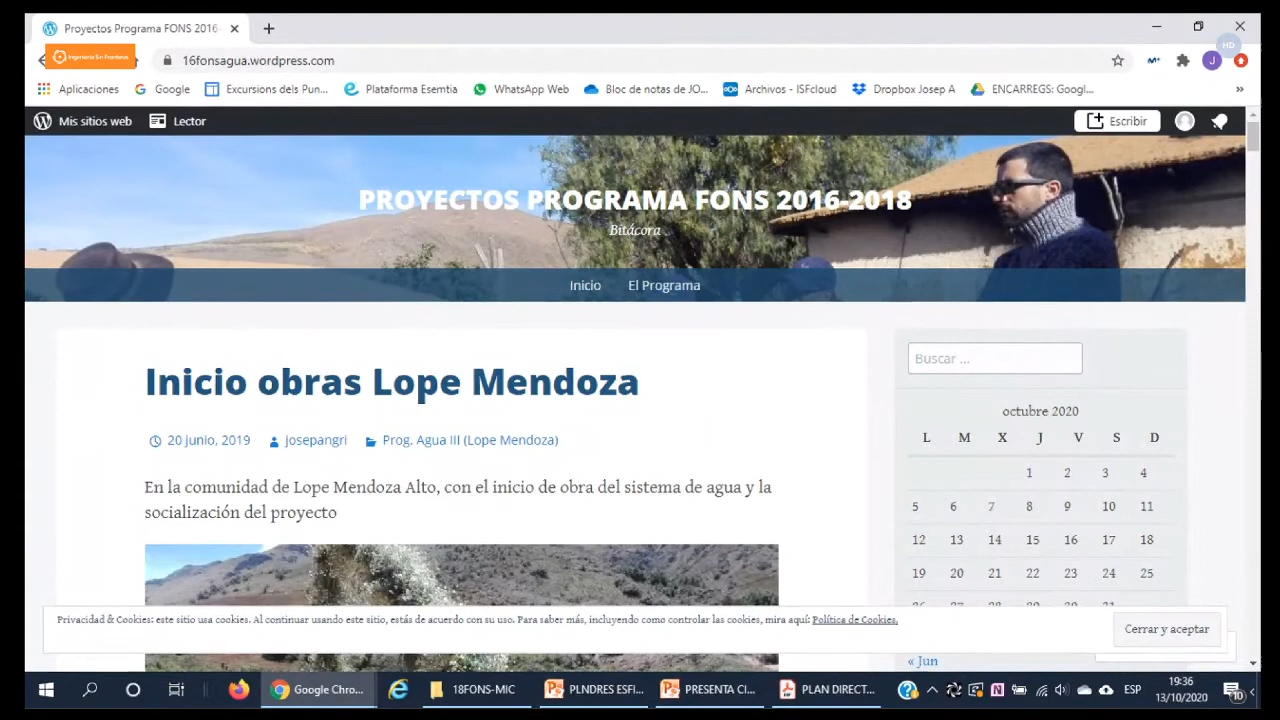 Proyectos Programa FONS 2016-
HD
Ingeniería Sin Fronteras
16fonsagua.wordpress.com
J
Aplicaciones
Google
Excursions dels Pun...
Plataforma Esemtia
WhatsApp Web
Bloc de notas de JO...
Archivos - ISFcloud
Dropbox Josep A
ENCARREGS: Googl...
»
Mis sitios web
Lector
Escribir
PROYECTOS PROGRAMA FONS 2016-2018
Bitácora
Inicio
El Programa
Inicio obras Lope Mendoza
20 junio, 2019
josepangri
Prog. Agua III (Lope Mendoza)
En la comunidad de Lope Mendoza Alto, con el inicio de obra del sistema de agua y la
socialización del proyecto
Buscar ...
octubre 2020
L M X J V S D
1 2 3 4
5 6 7 8 9 10 11
12 13 14 15 16 17 18
19 20 21 22 23 24 25
« Jun
Privacidad & Cookies: este sitio usa cookies. Al continuar usando este sitio, estás de acuerdo con su uso. Para saber más, incluyendo como controlar las cookies, mira aquí: Política de Cookies.
Cerrar y aceptar
Google Chro...
18FONS-MIC
PLNDRES ESFI...
PRESENTA CI...
PLAN DIRECT...
ESP
19:36
13/10/2020
10